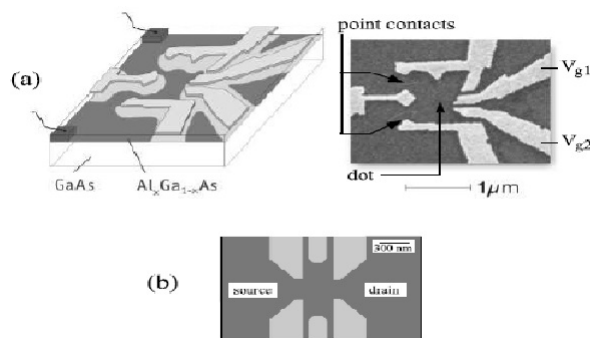 point contacts
(a)
V_g1
V_g2
dot
GaAs
Al_xGa_1-xAs
1μm
300 nm
(b)
source
drain